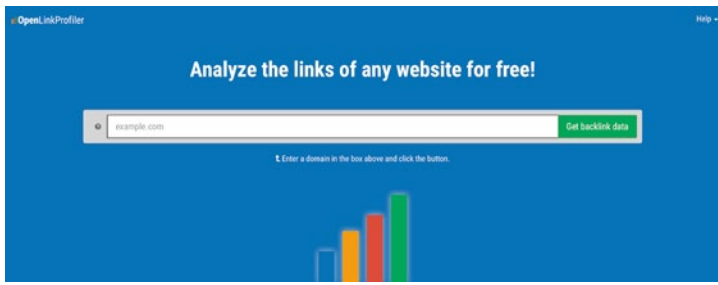 OpenLinkProfiler
Help
Analyze the links of any website for free!
example.com
Get backlink data
Enter a domain in the box above and click the button.